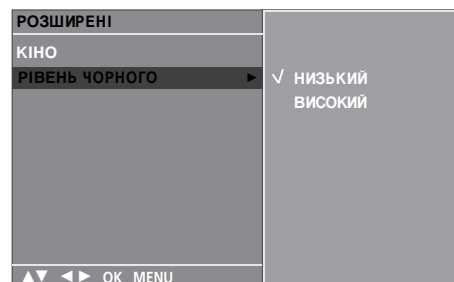 РОЗШИРЕНІ
КІНО
РІВЕНЬ ЧОРНОГО ►
√ НИЗЬКИЙ
ВИСОКИЙ
▲▼ ◄► OK MENU